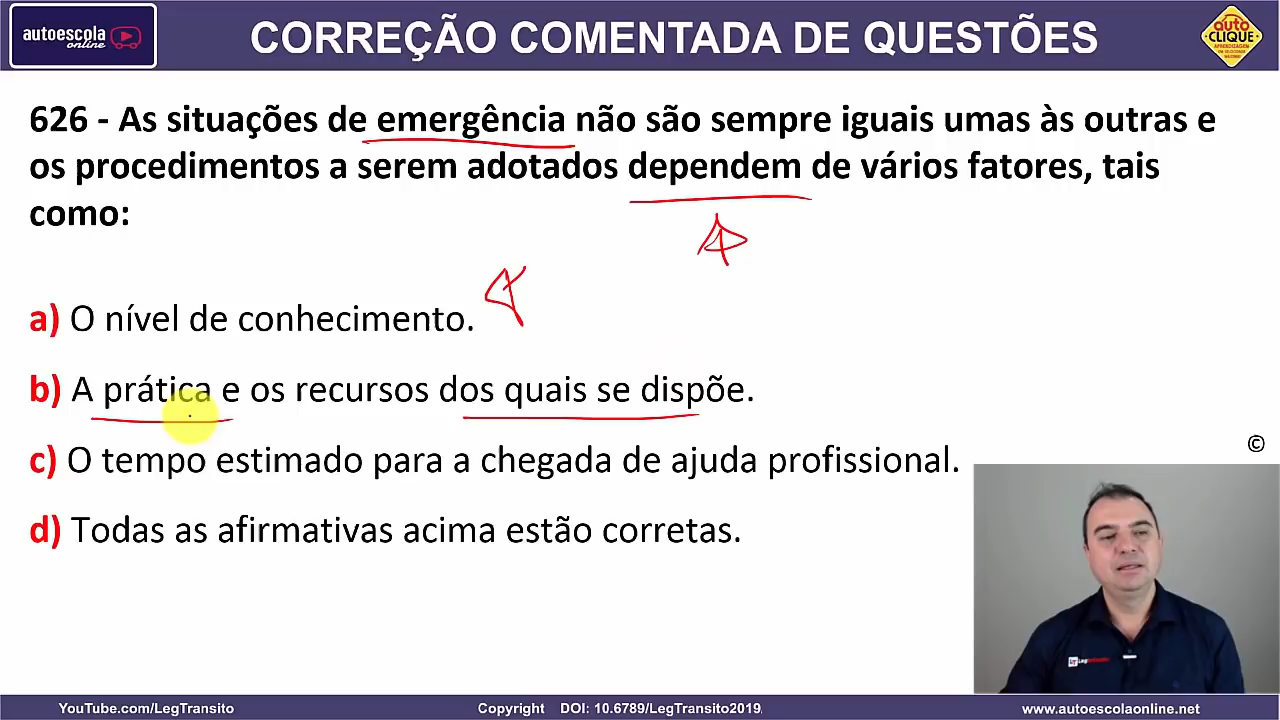 autoescola
online
CORREÇÃO COMENTADA DE QUESTÕES
auto
CLIQUE
626 - As situações de emergência não são sempre iguais umas às outras e
os procedimentos a serem adotados dependem de vários fatores, tais
como:
a) O nível de conhecimento.
b) A prática e os recursos dos quais se dispõe.
c) O tempo estimado para a chegada de ajuda profissional.
d) Todas as afirmativas acima estão corretas.
©
YouTube.com/LegTransito
Copyright DOI: 10.6789/LegTransito2019
www.autoescolaonline.net